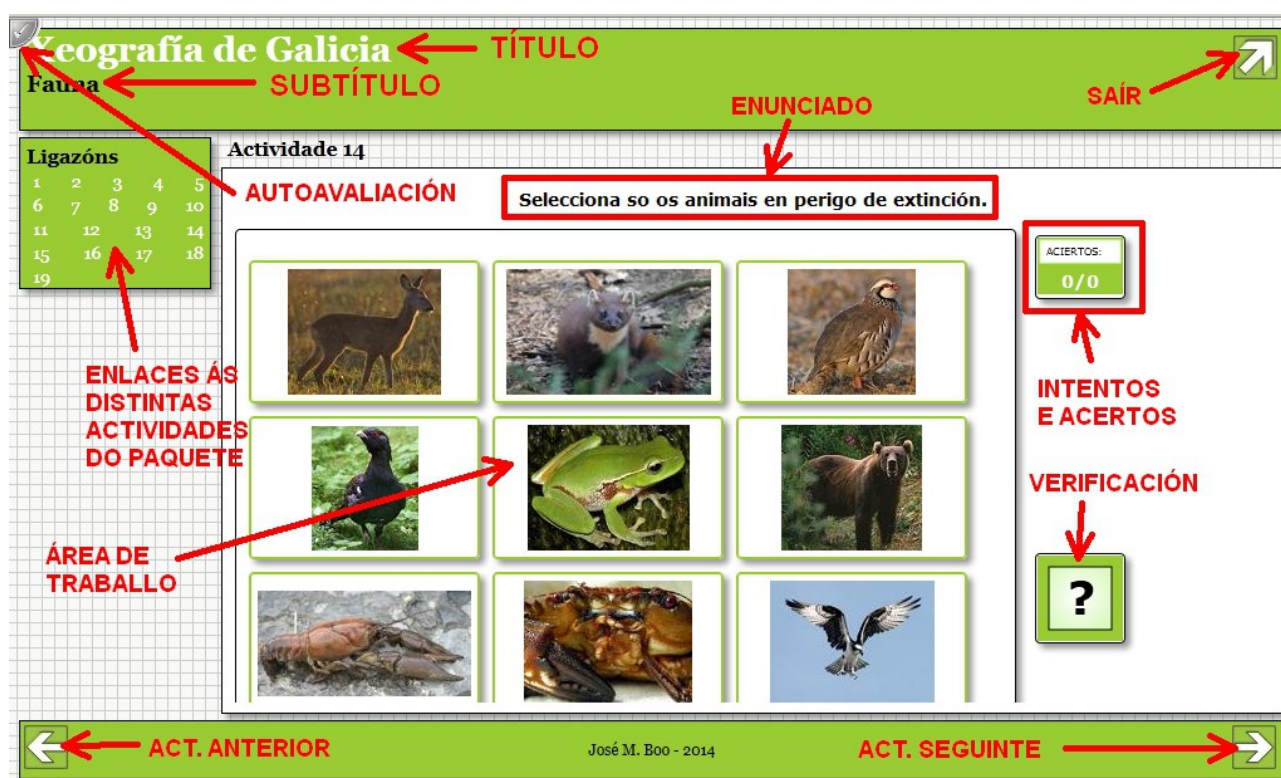 Xeografía de Galicia
TÍTULO
Fauna
SUBTÍTULO
SAÍR
ENUNCIADO
Ligazóns
1 2 3 4 5
6 7 8 9 10
11 12 13 14
15 16 17 18
19
Actividade 14
AUTOAVALIACIÓN
Selecciona so os animais en perigo de extinción.
ACIERTOS:
0/0
ENLACES ÁS
DISTINTAS
ACTIVIDADES
DO PAQUETE
INTENTOS
E ACERTOS
VERIFICACIÓN
ÁREA DE
TRABALLO
?
ACT. ANTERIOR
José M. Boo - 2014
ACT. SEGUINTE